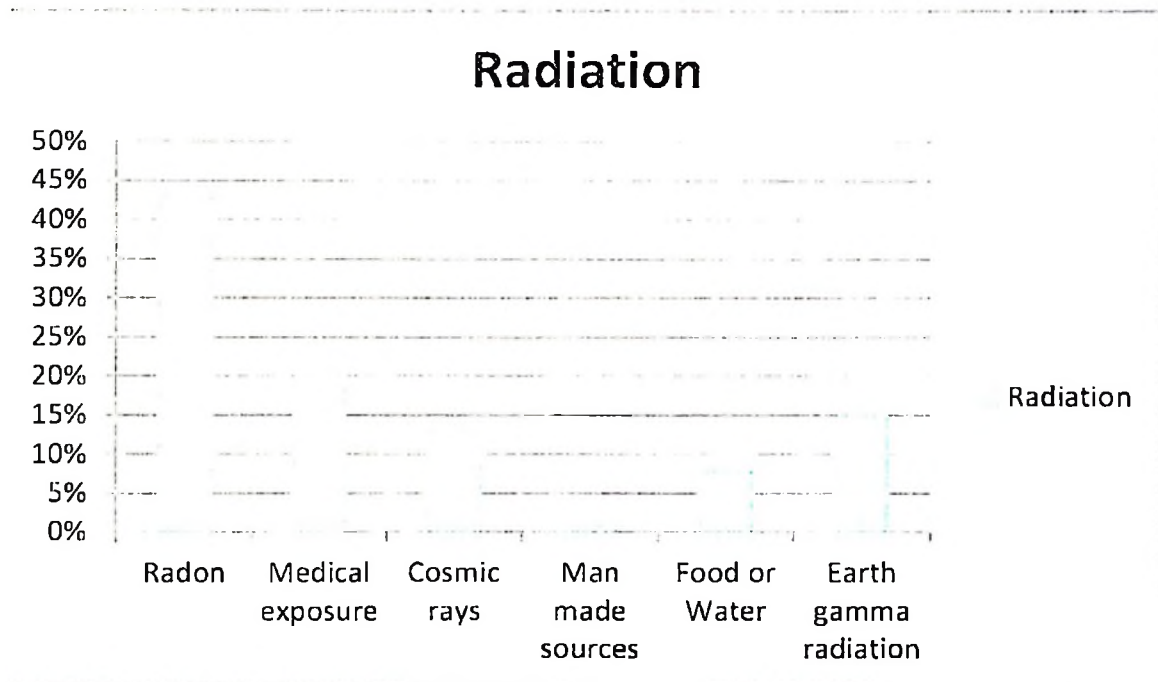 Radiation
50%
45%
40%
35%
30%
25%
20%
15%
10%
5%
0%
Radon
Medical
exposure
Cosmic
rays
Man
made
sources
Food or
Water
Earth
gamma
radiation
Radiation